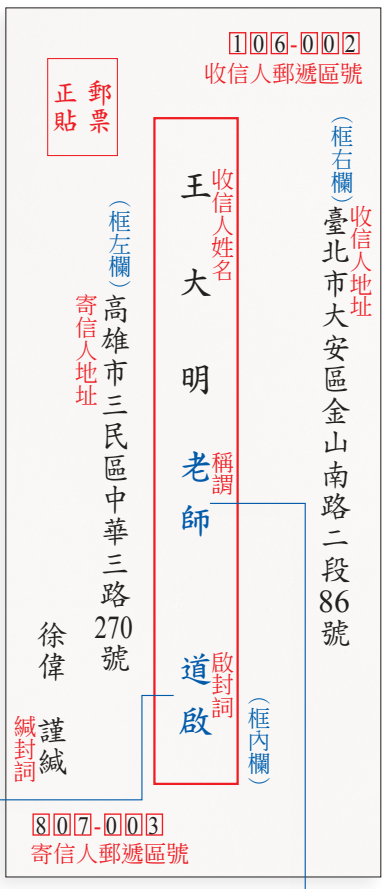 106-002
收信人郵遞區號
郵票
正貼
(框右欄)
收信人地址
臺北市大安區金山南路二段86號
收信人姓名
稱謂
啟封詞
王大明老師道啟
(框內欄)
(框左欄)
高雄市三民區中華三路270號
寄信人地址
徐偉謹緘
緘封詞
807-003
寄信人郵遞區號